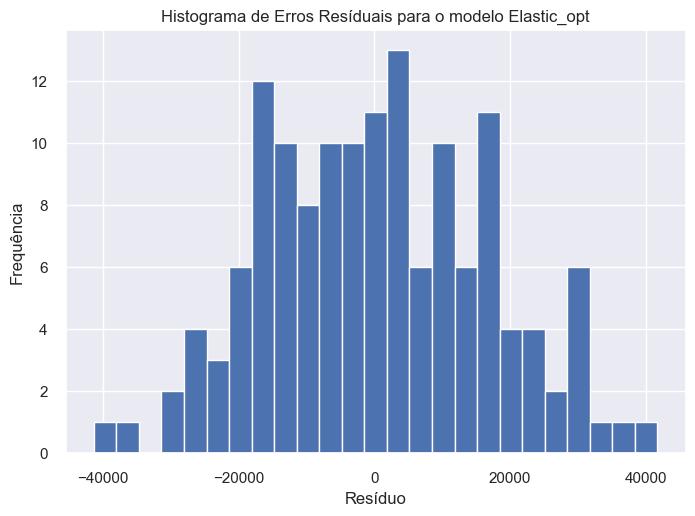 Histograma de Erros Resíduais para o modelo Elastic_opt
12
10
8
6
4
2
0
Frequência
−40000 −20000 0 20000 40000
Resíduo